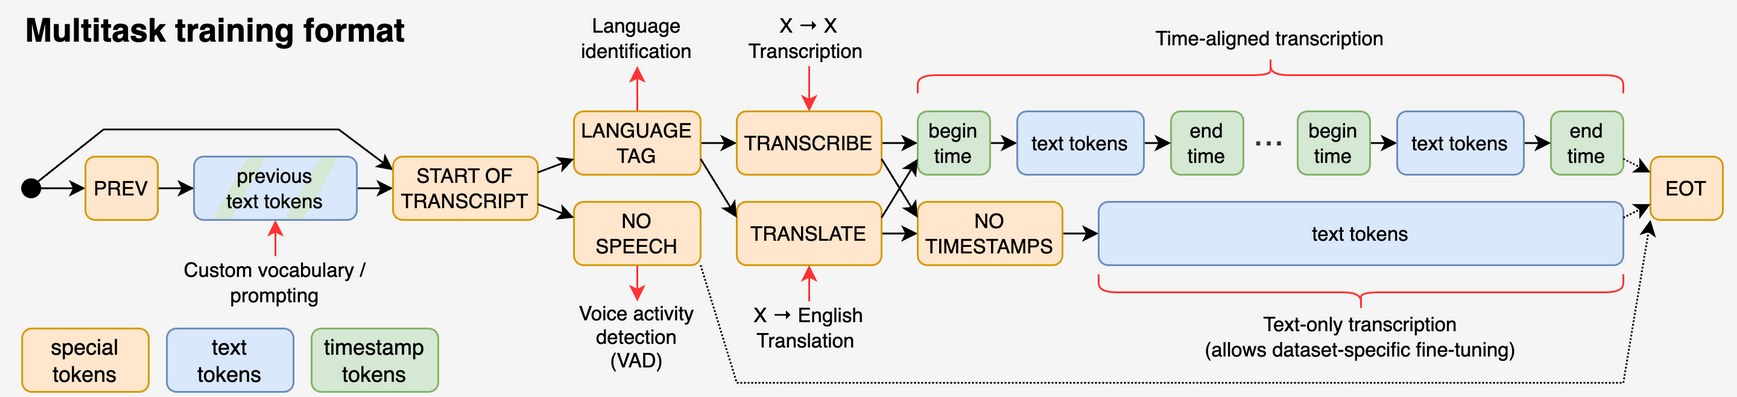 Multitask training format
Language
identification
X → X
Transcription
Time-aligned transcription
PREV
previous
text tokens
START OF
TRANSCRIPT
LANGUAGE
TAG
TRANSCRIBE
begin
time
text tokens
end
time
...
begin
time
text tokens
end
time
EOT
NO
SPEECH
TRANSLATE
NO
TIMESTAMPS
text tokens
Custom vocabulary /
prompting
Voice activity
detection
(VAD)
X → English
Translation
Text-only transcription
(allows dataset-specific fine-tuning)
special
tokens
text
tokens
timestamp
tokens